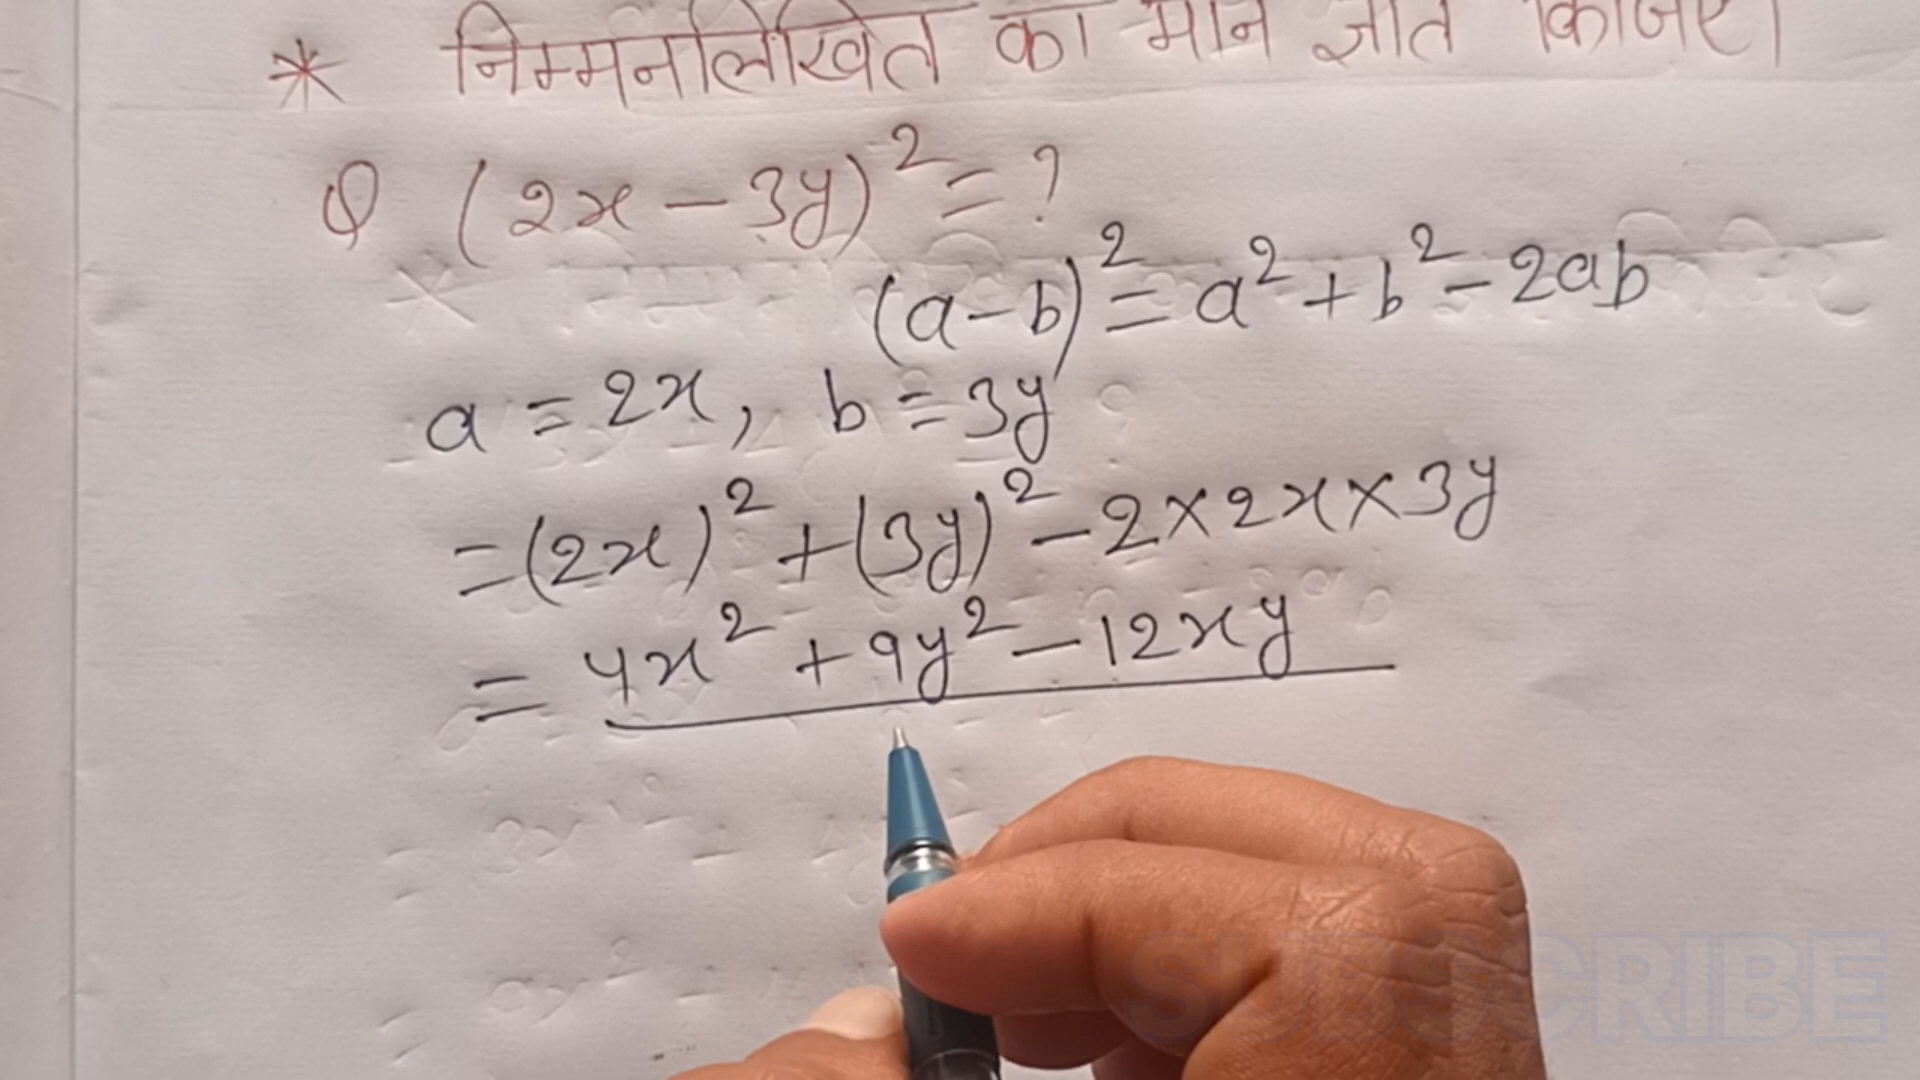 * निम्मनलिखित का मान ज्ञात किजिए।
Q (2x - 3y)² = ?
(a-b)² = a² + b² - 2ab
a = 2x, b = 3y
= (2x)² + (3y)² - 2 × 2x × 3y
= 4x² + 9y² - 12xy
SUBSCRIBE